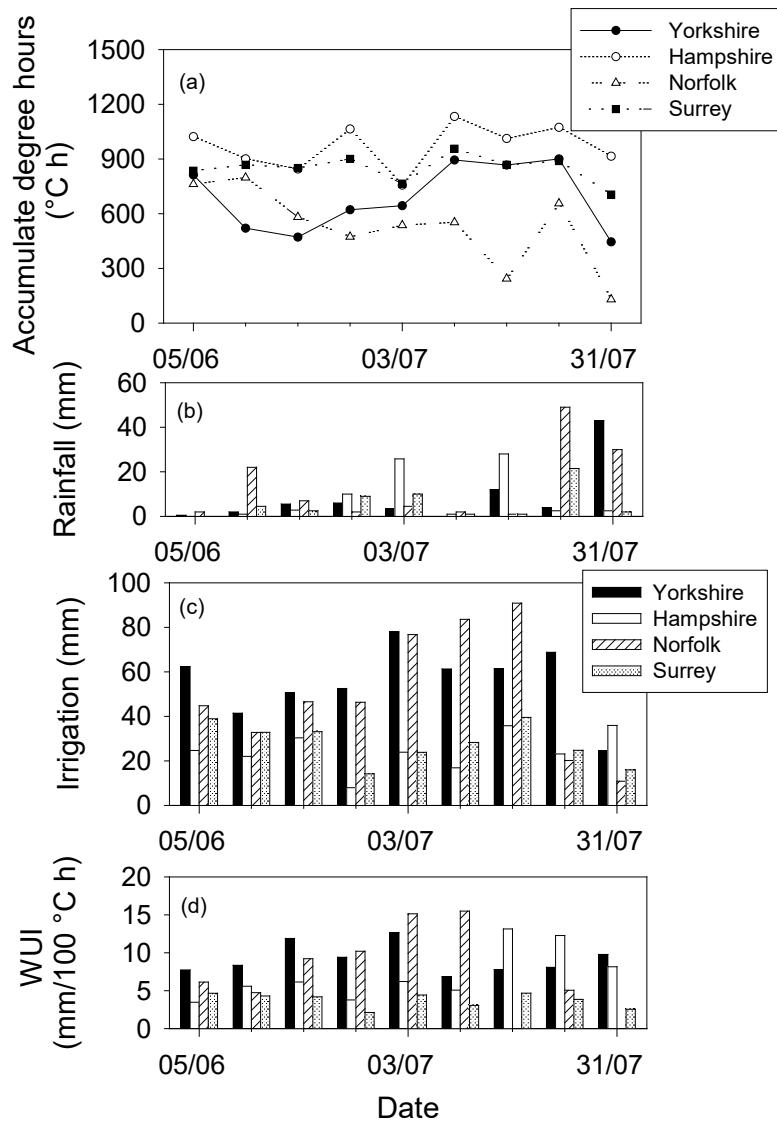 Yorkshire
Hampshire
Norfolk
Surrey
(a)
Accumulate degree hours
(°C h)
1500
1200
900
600
300
0
05/06
03/07
31/07
(b)
Rainfall (mm)
60
40
20
0
05/06
03/07
31/07
(c)
Irrigation (mm)
100
80
60
40
20
0
Yorkshire
Hampshire
Norfolk
Surrey
05/06
03/07
31/07
(d)
WUI
(mm/100 °C h)
20
15
10
5
0
05/06
03/07
31/07
Date